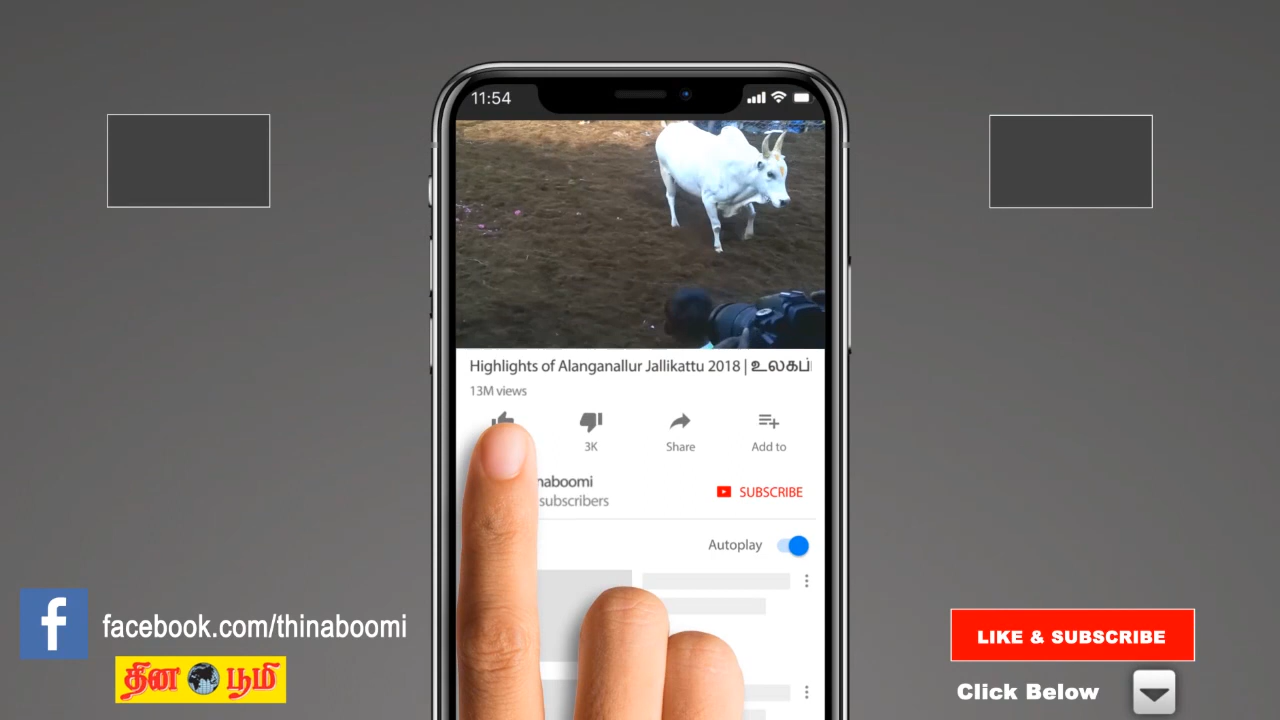 11:54
Highlights of Alanganallur Jallikattu 2018 | உலகப்
13M views
3K
Share
Add to
naboomi
subscribers
SUBSCRIBE
Autoplay
facebook.com/thinaboomi
தின பூமி
LIKE & SUBSCRIBE
Click Below